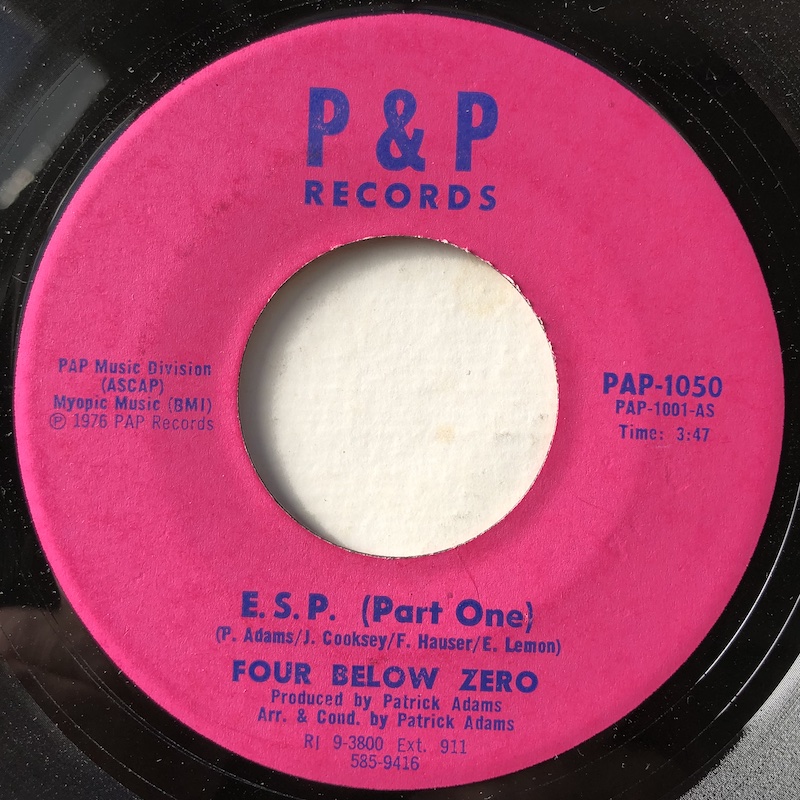 P & P
RECORDS
PAP Music Division
(ASCAP)
Myopic Music (BMI)
℗ 1976 PAP Records
PAP-1050
PAP-1001-AS
Time: 3:47
E. S. P. (Part One)
(P. Adams/J. Cooksey/F. Hauser/E. Lemon)
FOUR BELOW ZERO
Produced by Patrick Adams
Arr. & Cond. by Patrick Adams
RI 9-3800 Ext. 911
585-9416